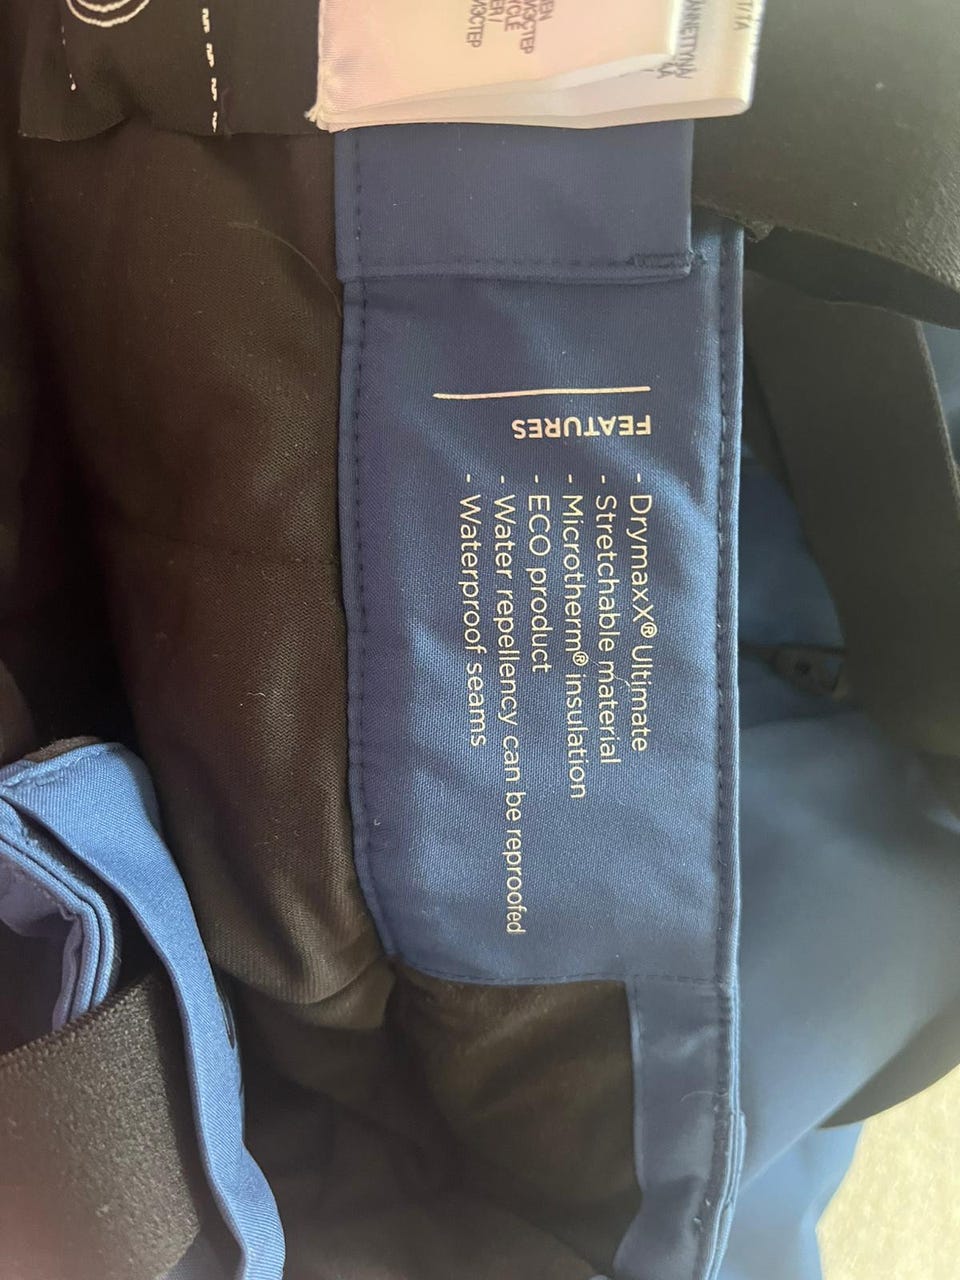 FEATURES
- DrymaxX® Ultimate
- Stretchable material
- Microtherm® insulation
- ECO product
- Water repellency can be reproofed
- Waterproof seams